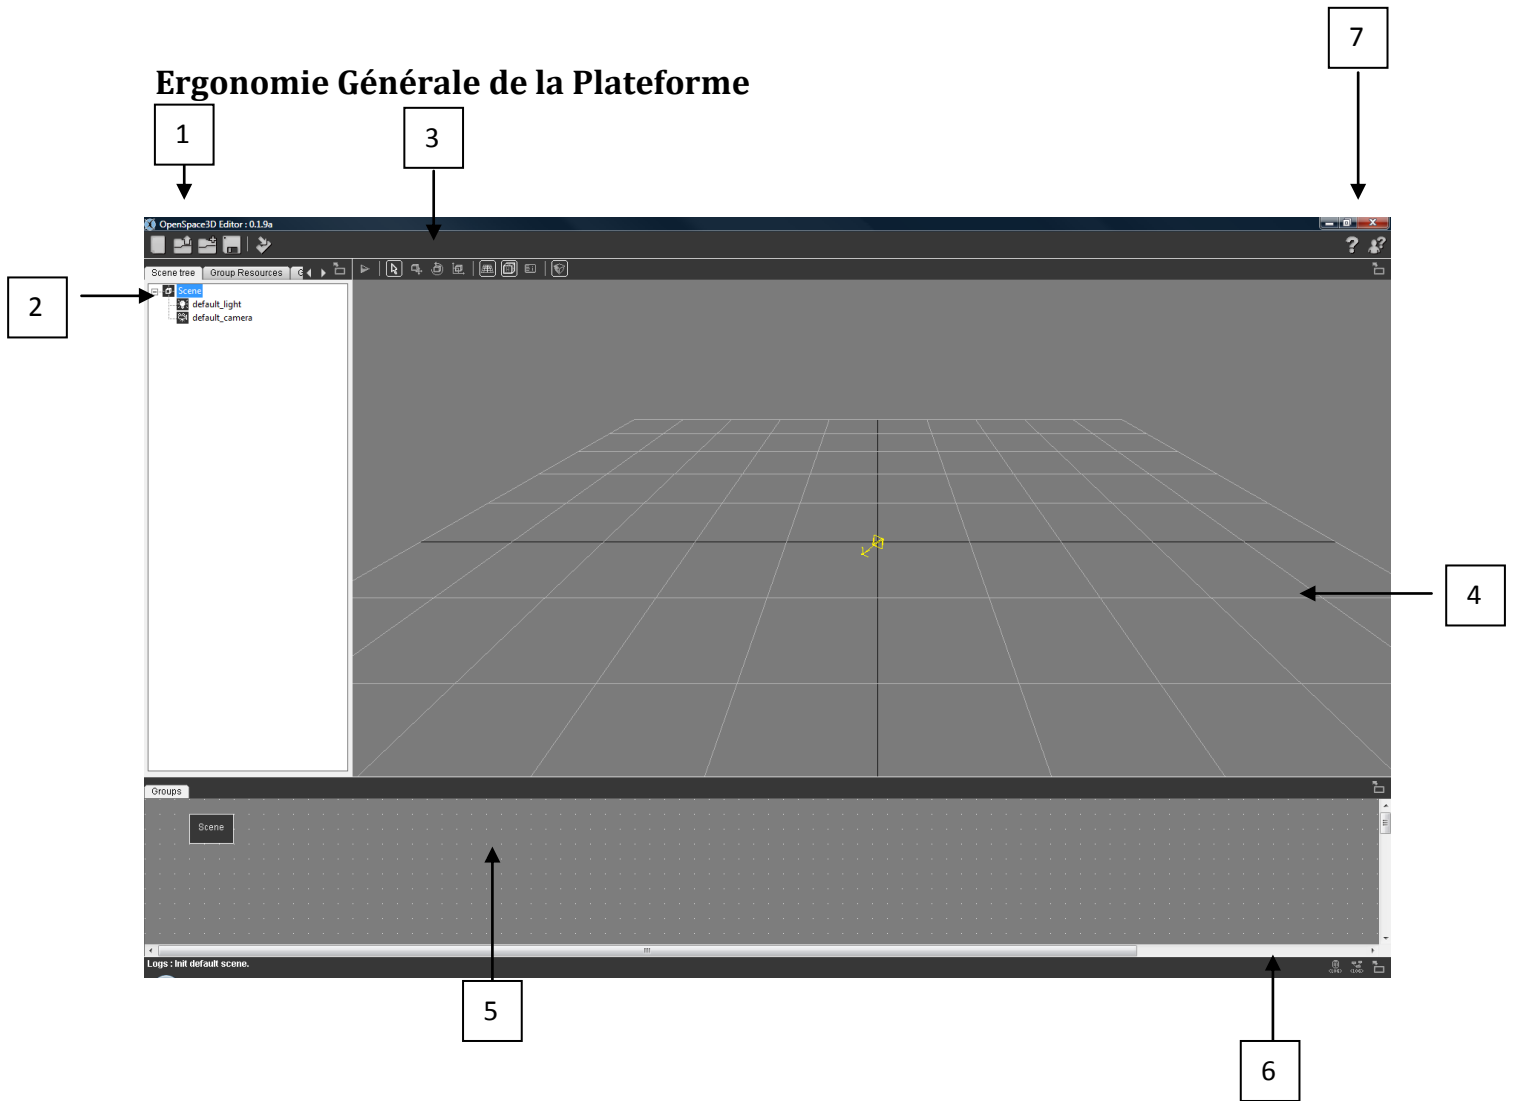 7
Ergonomie Générale de la Plateforme
1
3
OpenSpace3D Editor : 0.1.9a
Scene tree
Group Resources
2
Scene
default_light
default_camera
4
Groups
Scene
Logs : Init default scene.
5
6